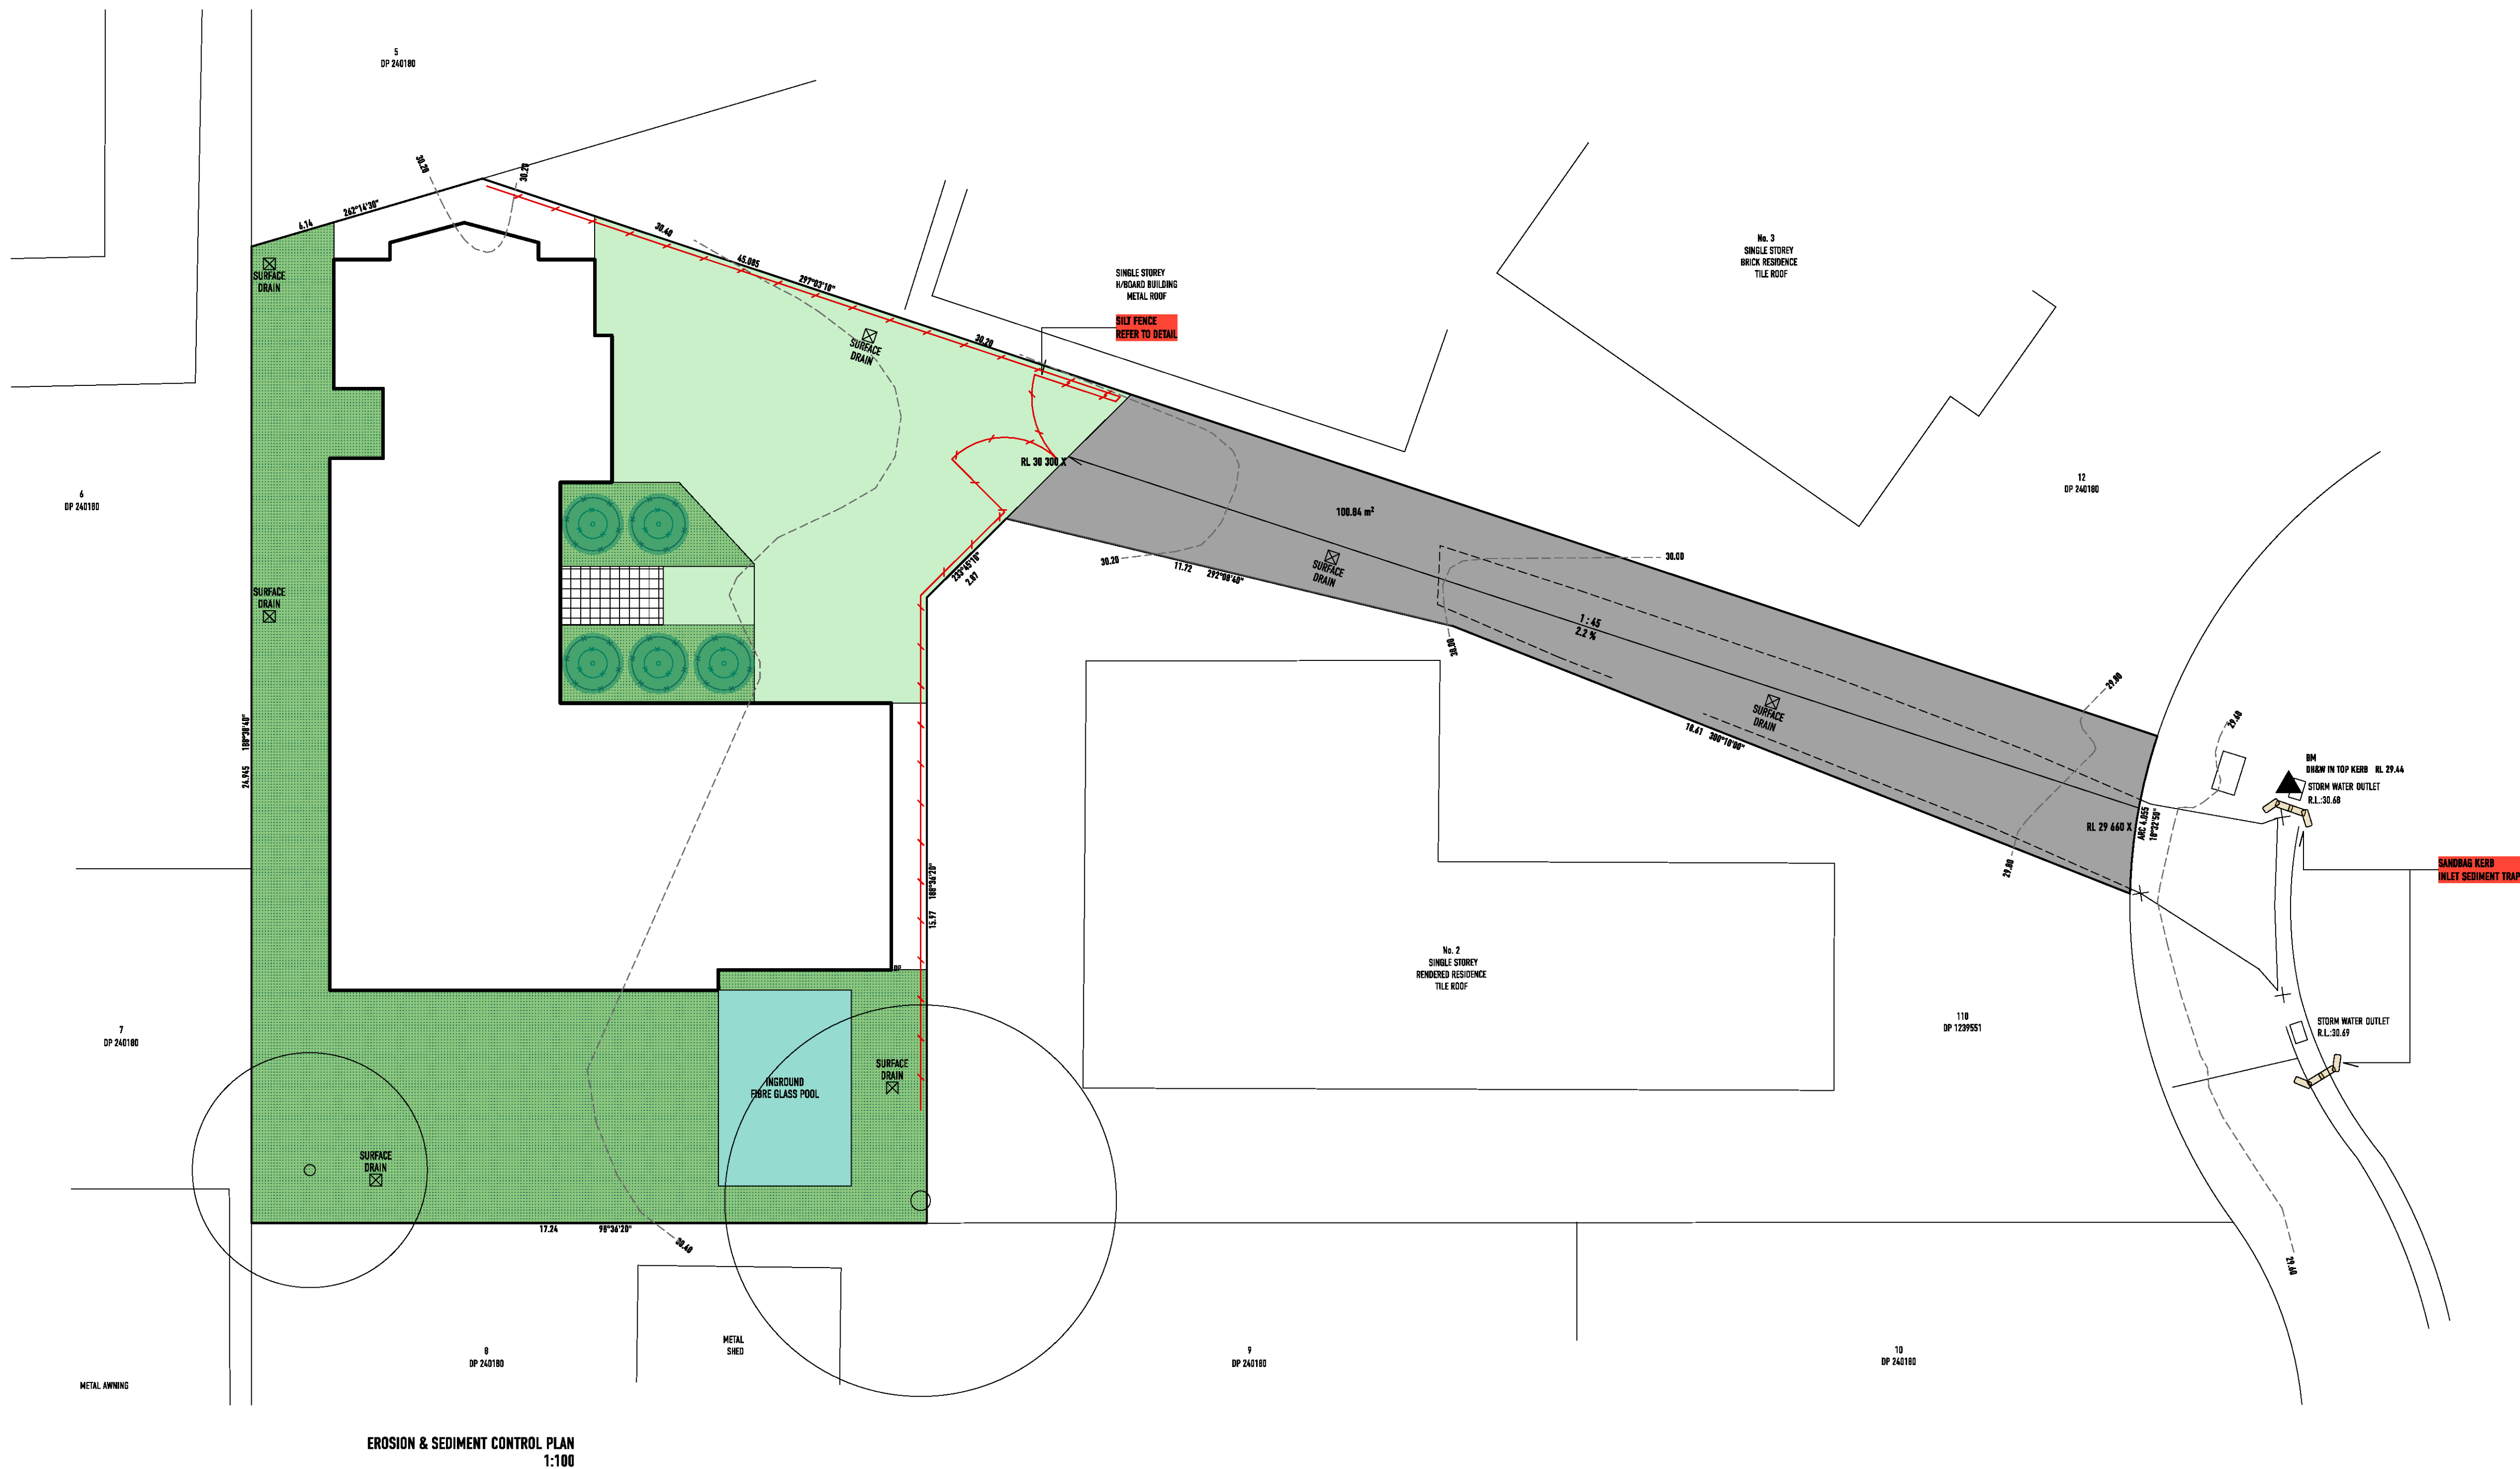 5
DP 240180
30.20
30.20
6.14
262°14'30"
30.40
45.085
297°03'10"
30.20
SURFACE
DRAIN
SURFACE
DRAIN
SINGLE STOREY
H/BOARD BUILDING
METAL ROOF
SILT FENCE
REFER TO DETAIL
No. 3
SINGLE STOREY
BRICK RESIDENCE
TILE ROOF
RL 30 300 X
6
DP 240180
12
DP 240180
100.84 m²
30.20
11.72
292°08'40"
SURFACE
DRAIN
30.00
30.00
233°45'10"
2.87
SURFACE
DRAIN
1 : 45
2.2 %
SURFACE
DRAIN
10.61
300°10'00"
29.80
29.80
29.60
BM
DH&W IN TOP KERB RL 29.44
STORM WATER OUTLET
R.L.:30.68
RL 29 660 X
ARC 4.055
10°32'50"
SANDBAG KERB
INLET SEDIMENT TRAP
188°38'40"
24.945
188°36'20"
15.97
No. 2
SINGLE STOREY
RENDERED RESIDENCE
TILE ROOF
7
DP 240180
110
DP 1239551
STORM WATER OUTLET
R.L.:30.69
INGROUND
FIBRE GLASS POOL
SURFACE
DRAIN
SURFACE
DRAIN
17.24
98°36'20"
30.40
29.60
METAL
SHED
8
DP 240180
9
DP 240180
10
DP 240180
METAL AWNING
EROSION & SEDIMENT CONTROL PLAN
1:100